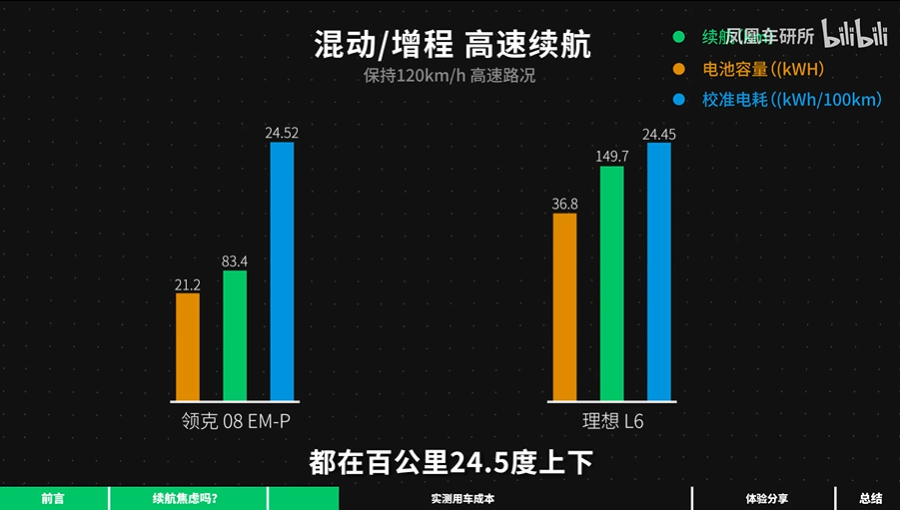 混动/增程 高速续航
保持120km/h 高速路况
续航
凤凰车研所 bilibili
电池容量((kWH)
校准电耗((kWh/100km)
24.52
83.4
21.2
领克 08 EM-P
24.45
149.7
36.8
理想 L6
都在百公里24.5度上下
前言
续航焦虑吗?
实测用车成本
体验分享
总结